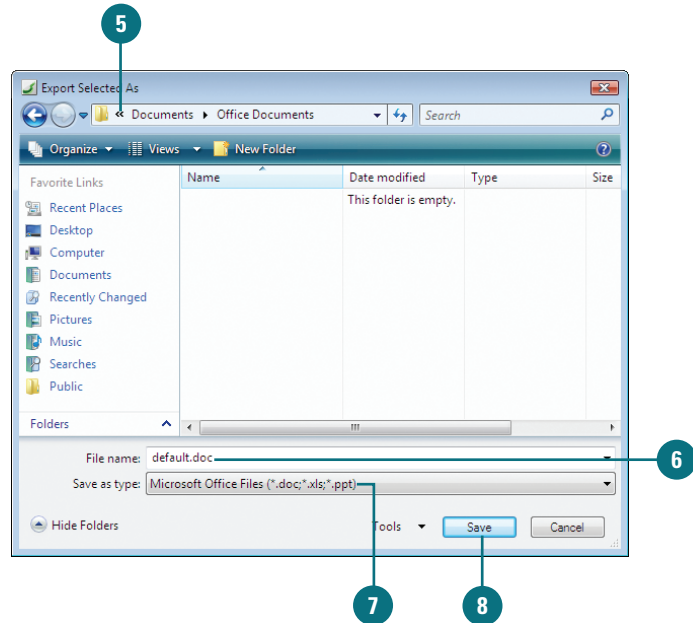 5
Export Selected As
« Documents Office Documents
Search
Organize Views New Folder
Favorite Links
Recent Places
Desktop
Computer
Documents
Recently Changed
Pictures
Music
Searches
Public
Folders
Name Date modified Type Size
This folder is empty.
File name: default.doc
6
Save as type: Microsoft Office Files (*.doc;*.xls;*.ppt)
Hide Folders
Tools Save Cancel
7 8